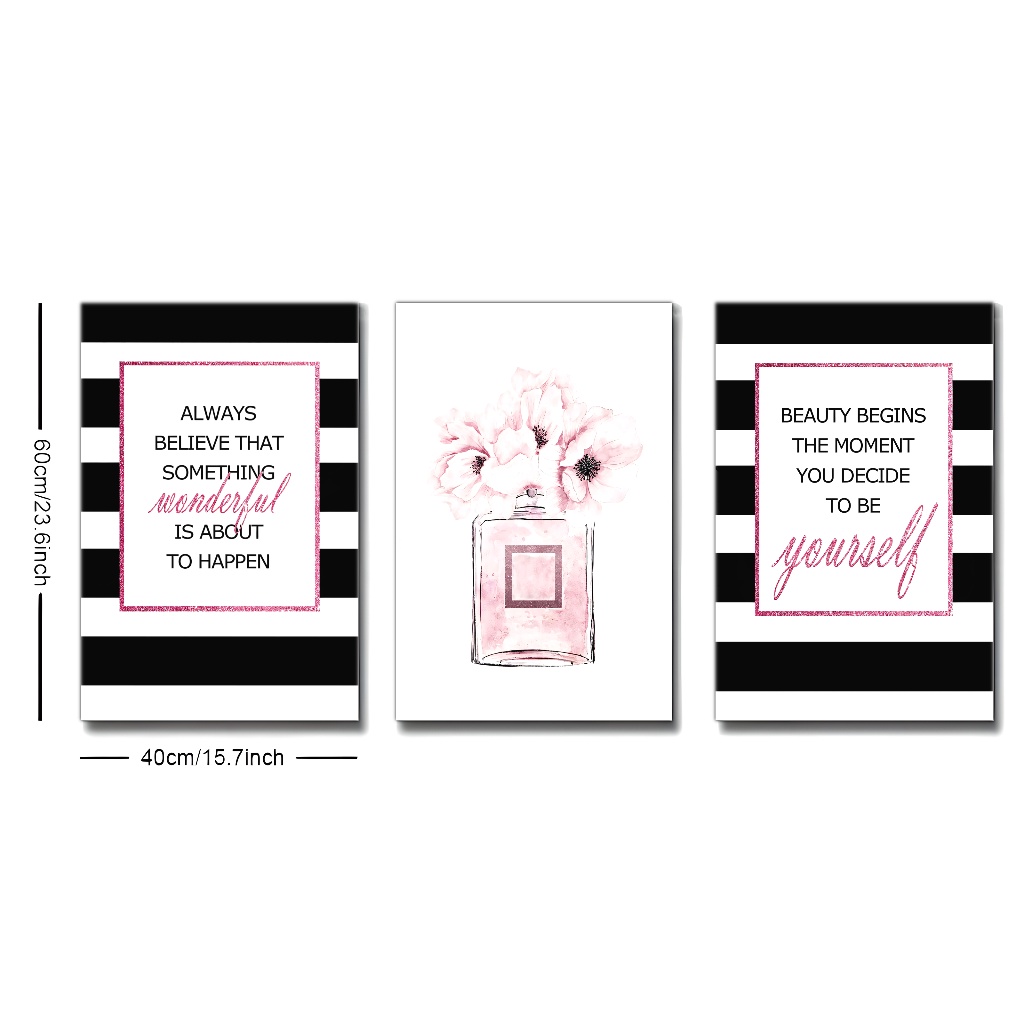 60cm/23.6inch
ALWAYS
BELIEVE THAT
SOMETHING
wonderful
IS ABOUT
TO HAPPEN
BEAUTY BEGINS
THE MOMENT
YOU DECIDE
TO BE
yourself
40cm/15.7inch